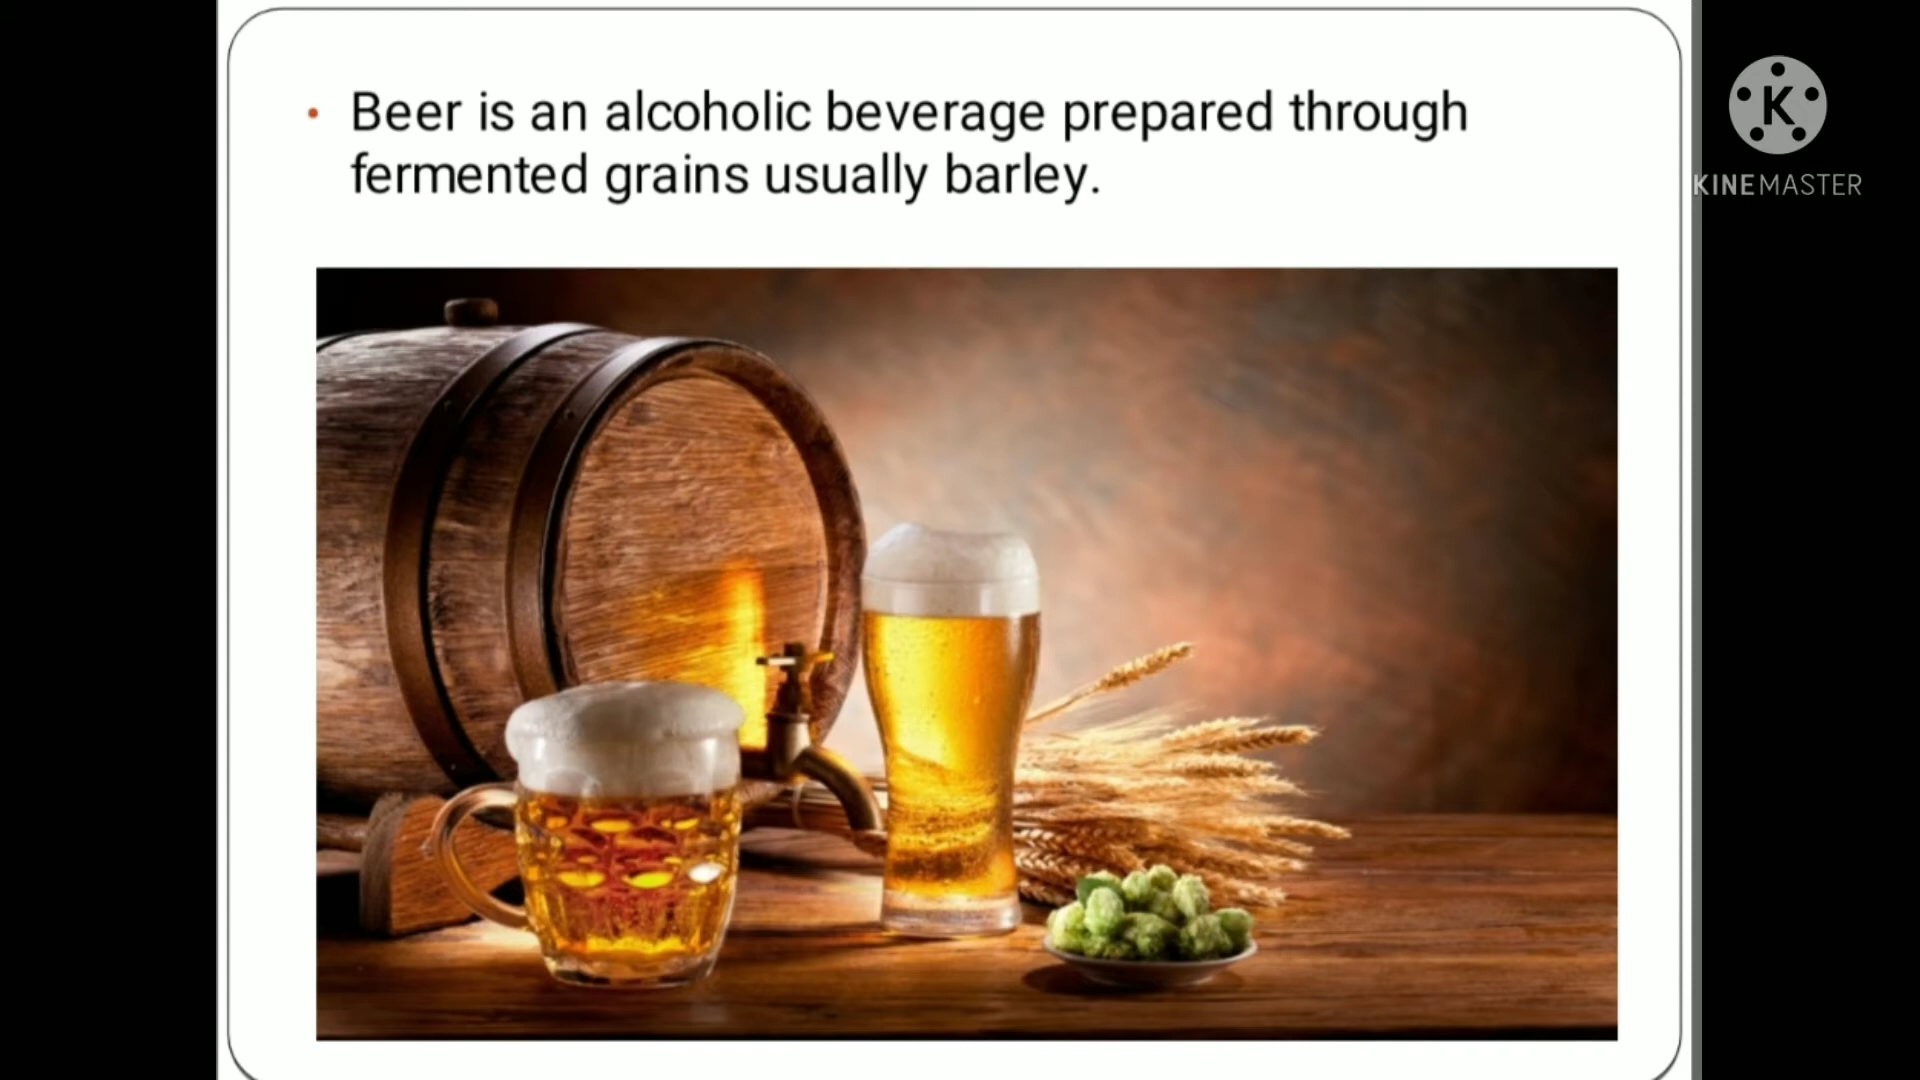 • Beer is an alcoholic beverage prepared through
fermented grains usually barley.
K
KINEMASTER